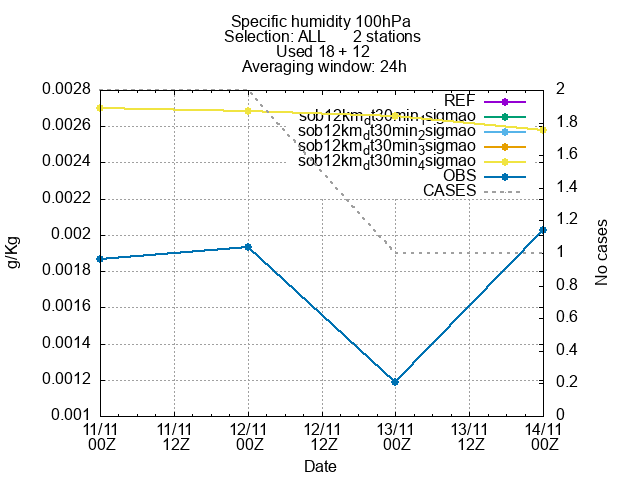 Specific humidity 100hPa
Selection: ALL 2 stations
Used 18 + 12
Averaging window: 24h
0.0028
0.0026
0.0024
0.0022
0.002
0.0018
0.0016
0.0014
0.0012
0.001
g/Kg
REF
sob12kmdt30min1sigmao
sob12kmdt30min2sigmao
sob12kmdt30min3sigmao
sob12kmdt30min4sigmao
OBS
CASES
2
1.8
1.6
1.4
1.2
1
0.8
0.6
0.4
0.2
0
No cases
11/11 11/11 12/11 12/11 13/11 13/11 14/11
00Z 12Z 00Z 12Z 00Z 12Z 00Z
Date